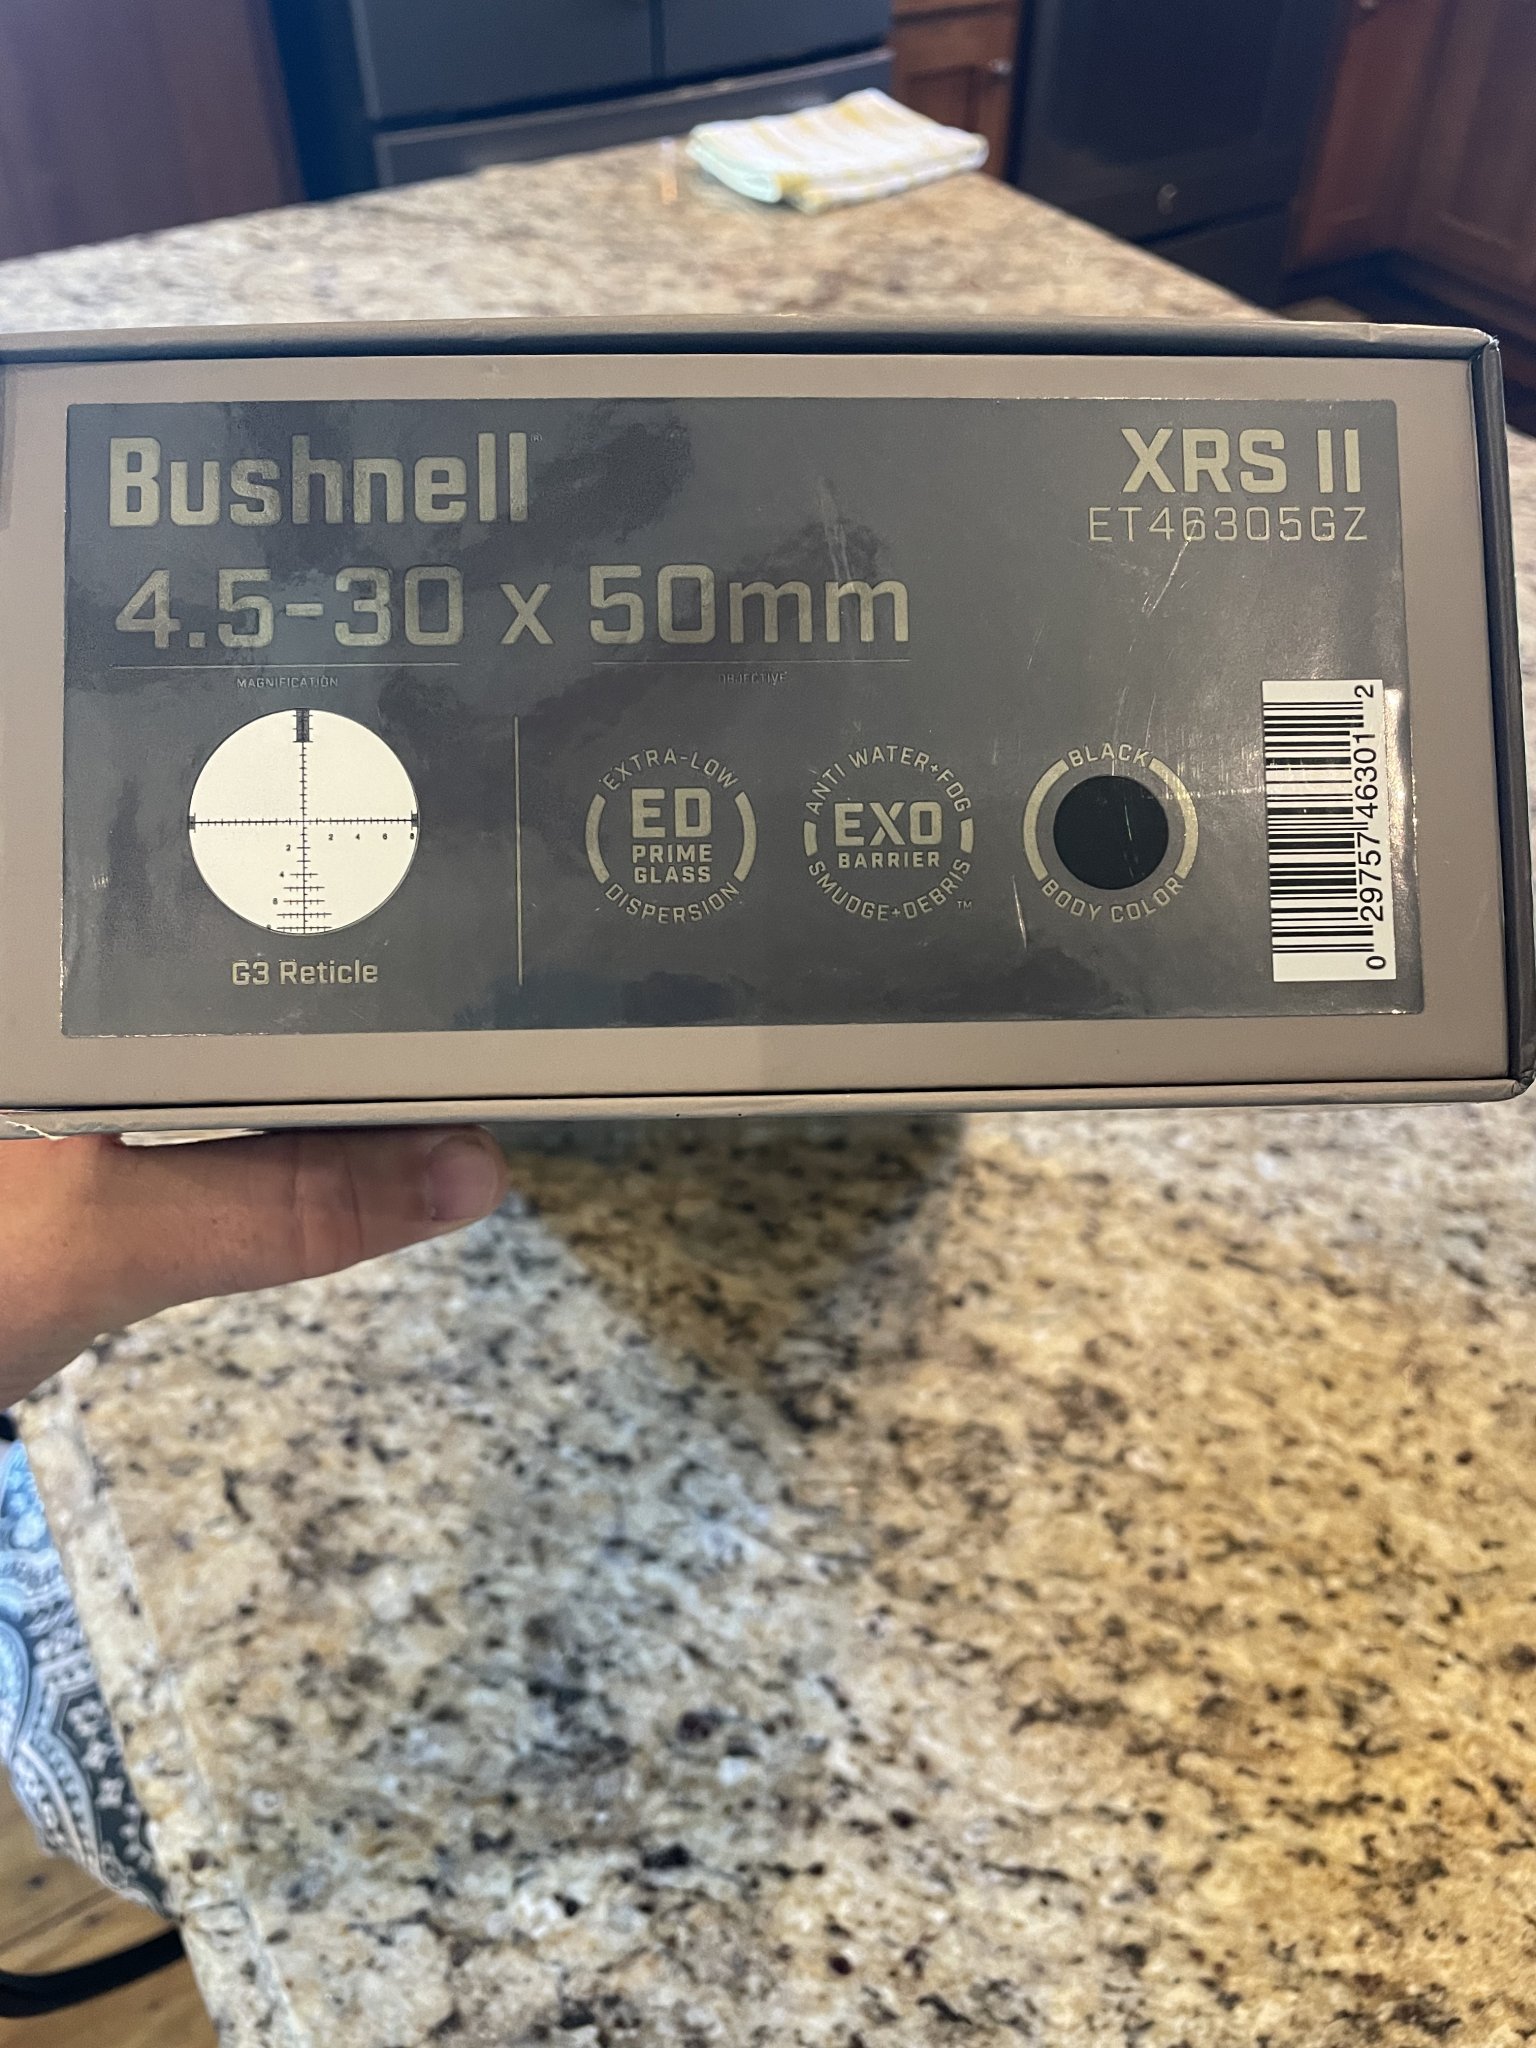 Bushnell®
XRS II
ET46305GZ
4.5-30 x 50mm
MAGNIFICATION
OBJECTIVE
2 4 6 8
2
4
6
8
G3 Reticle
EXTRA-LOW
ED
PRIME
GLASS
DISPERSION
ANTI WATER+FOG
EXO
BARRIER
SMUDGE+DEBRIS™
BLACK
BODY COLOR
0 29757 46301 2